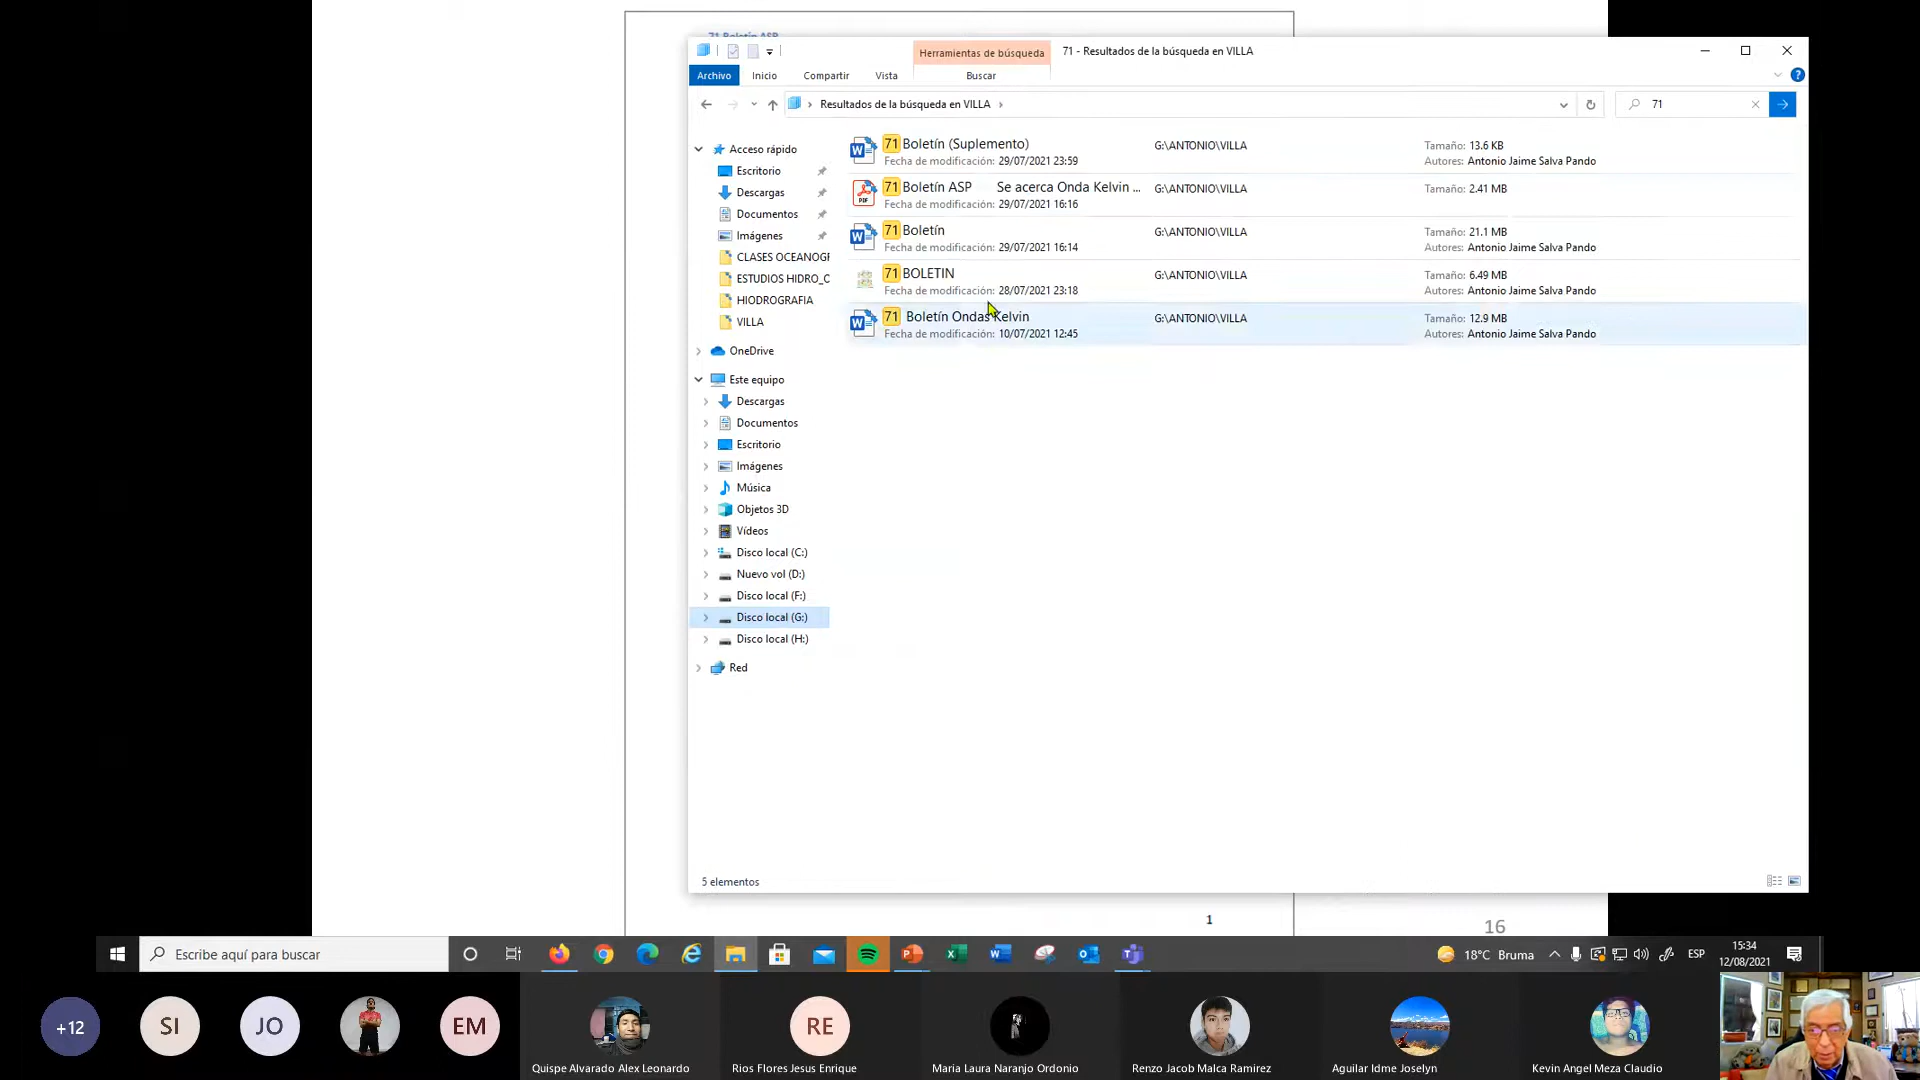 71 Boletín ASP
Herramientas de búsqueda
71 - Resultados de la búsqueda en VILLA
Archivo
Inicio
Compartir
Vista
Buscar
Resultados de la búsqueda en VILLA
71
Acceso rápido
Escritorio
Descargas
Documentos
Imágenes
CLASES OCEANOGF
ESTUDIOS HIDRO_C
HIODROGRAFIA
VILLA
OneDrive
Este equipo
Descargas
Documentos
Escritorio
Imágenes
Música
Objetos 3D
Vídeos
Disco local (C:)
Nuevo vol (D:)
Disco local (F:)
Disco local (G:)
Disco local (H:)
Red
71 Boletín (Suplemento)
Fecha de modificación: 29/07/2021 23:59
G:\ANTONIO\VILLA
Tamaño: 13.6 KB
Autores: Antonio Jaime Salva Pando
71 Boletín ASP Se acerca Onda Kelvin ...
Fecha de modificación: 29/07/2021 16:16
G:\ANTONIO\VILLA
Tamaño: 2.41 MB
71 Boletín
Fecha de modificación: 29/07/2021 16:14
G:\ANTONIO\VILLA
Tamaño: 21.1 MB
Autores: Antonio Jaime Salva Pando
71 BOLETIN
Fecha de modificación: 28/07/2021 23:18
G:\ANTONIO\VILLA
Tamaño: 6.49 MB
Autores: Antonio Jaime Salva Pando
71 Boletín Ondas Kelvin
Fecha de modificación: 10/07/2021 12:45
G:\ANTONIO\VILLA
Tamaño: 12.9 MB
Autores: Antonio Jaime Salva Pando
5 elementos
1
16
Escribe aquí para buscar
18°C Bruma
ESP
15:34
12/08/2021
+12
SI
JO
EM
RE
Quispe Alvarado Alex Leonardo
Rios Flores Jesus Enrique
Maria Laura Naranjo Ordonio
Renzo Jacob Malca Ramirez
Aguilar Idme Joselyn
Kevin Angel Meza Claudio